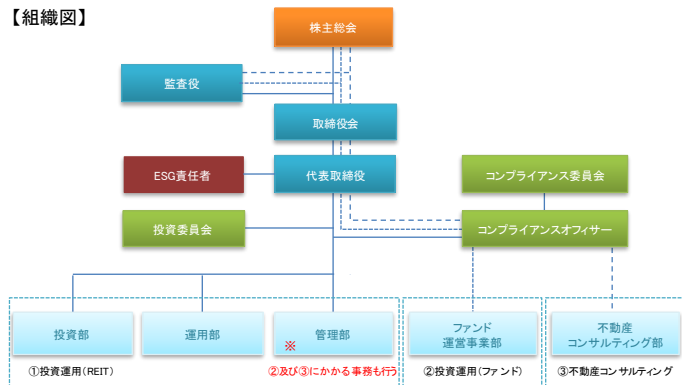 【組織図】
株主総会
監査役
取締役会
ESG責任者
代表取締役
コンプライアンス委員会
投資委員会
コンプライアンスオフィサー
投資部
運用部
管理部
※
ファンド
運営事業部
不動産
コンサルティング部
①投資運用(REIT)
②及び③にかかる事務も行う
②投資運用(ファンド)
③不動産コンサルティング